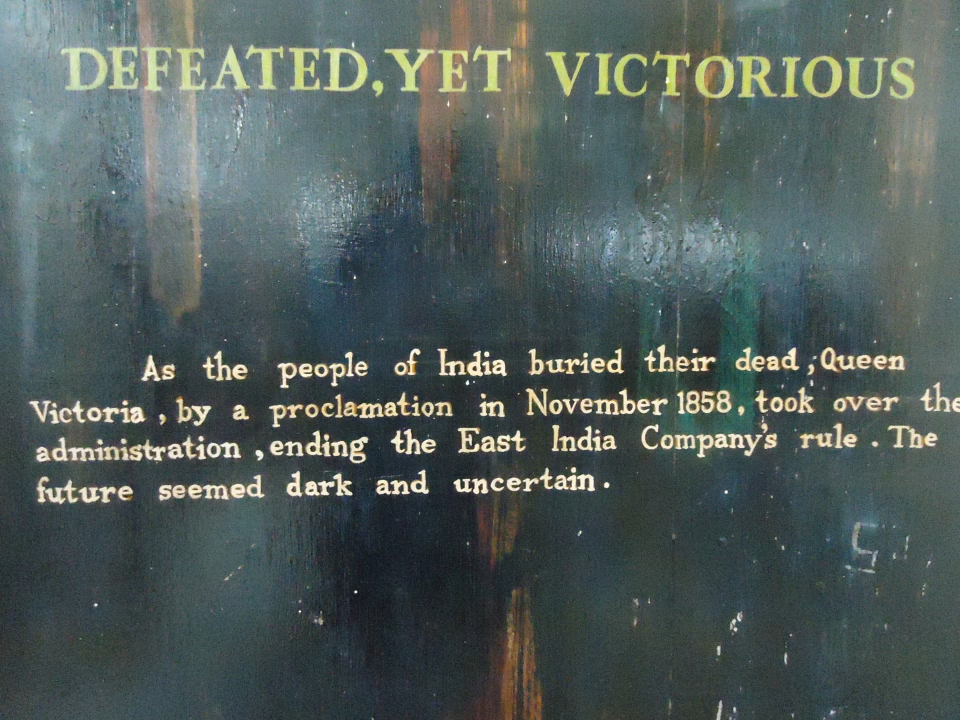 DEFEATED, YET VICTORIOUS
As the people of India buried their dead, Queen
Victoria, by a proclamation in November 1858, took over the
administration, ending the East India Company's rule. The
future seemed dark and uncertain.